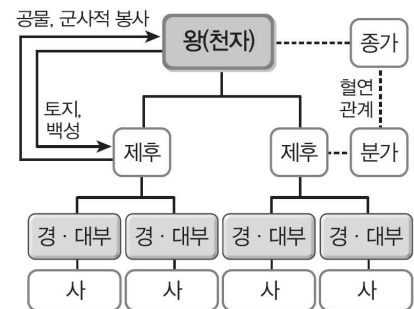 공물, 군사적 봉사
왕(천자)
종가
혈연
관계
토지,
백성
제후
제후
분가
경·대부
경·대부
경·대부
경·대부
사
사
사
사